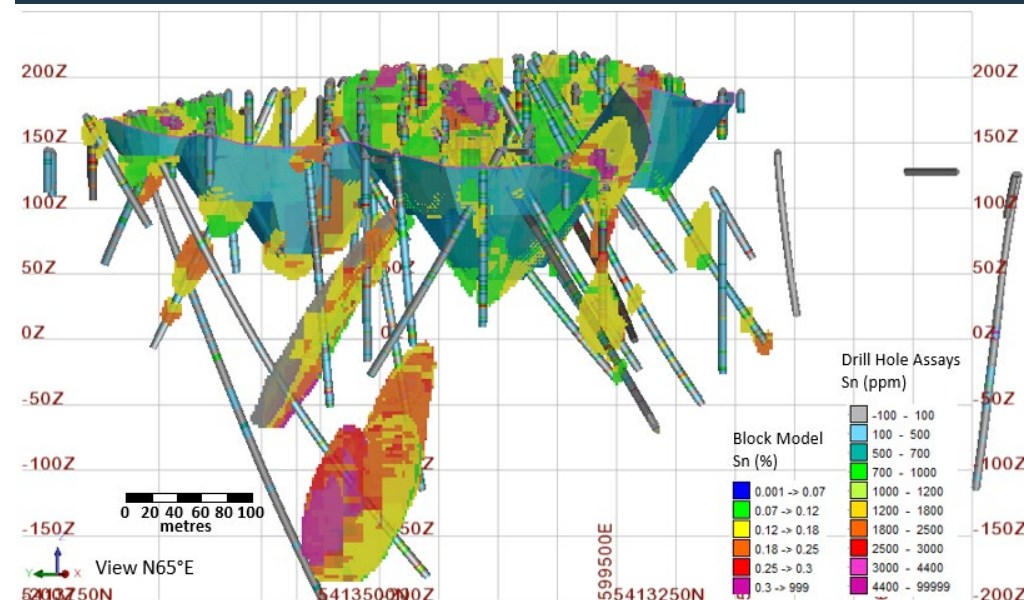 200Z
200Z
150Z
150Z
100Z
100Z
50Z
50Z
0Z
0Z
-50Z
-50Z
-100Z
-100Z
-150Z
-150Z
-200Z
Drill Hole Assays
Sn (ppm)
-100 - 100
100 - 500
500 - 700
700 - 1000
1000 - 1200
1200 - 1800
1800 - 2500
2500 - 3000
3000 - 4400
4400 - 99999
Block Model
Sn (%)
0.001 -> 0.07
0.07 -> 0.12
0.12 -> 0.18
0.18 -> 0.25
0.25 -> 0.3
0.3 -> 999
0 20 40 60 80 100
metres
Y X
View N65°E
599500E
5413500N
5413250N